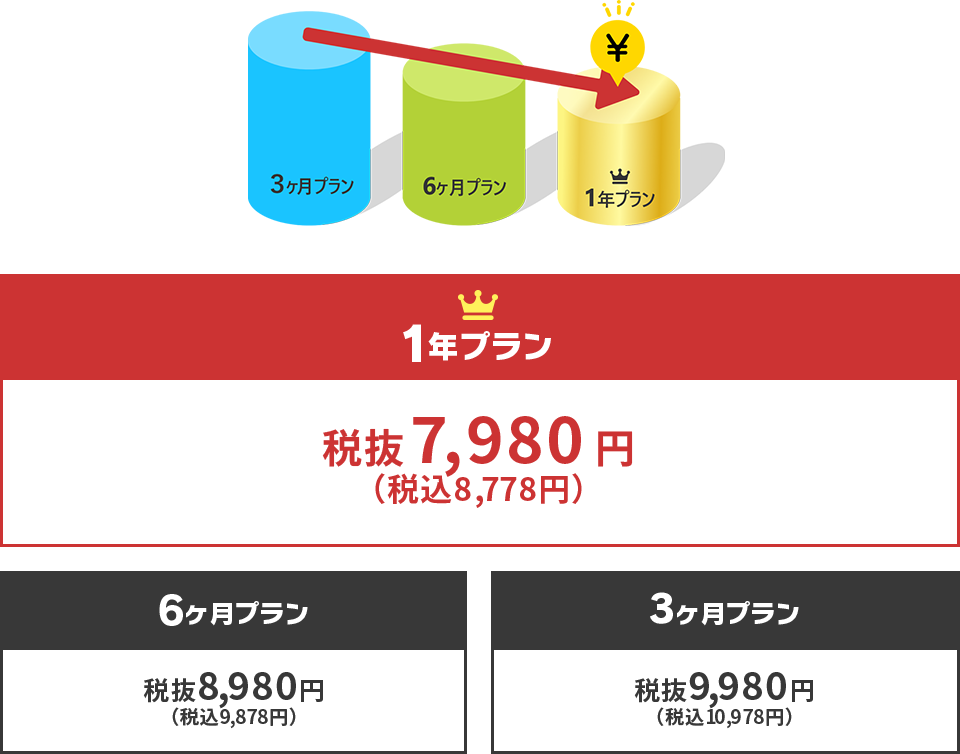 ¥
3ヶ月プラン
6ヶ月プラン
1年プラン
1年プラン
税抜7,980円
（税込8,778円）
6ヶ月プラン
税抜8,980円
（税込9,878円）
3ヶ月プラン
税抜9,980円
（税込10,978円）